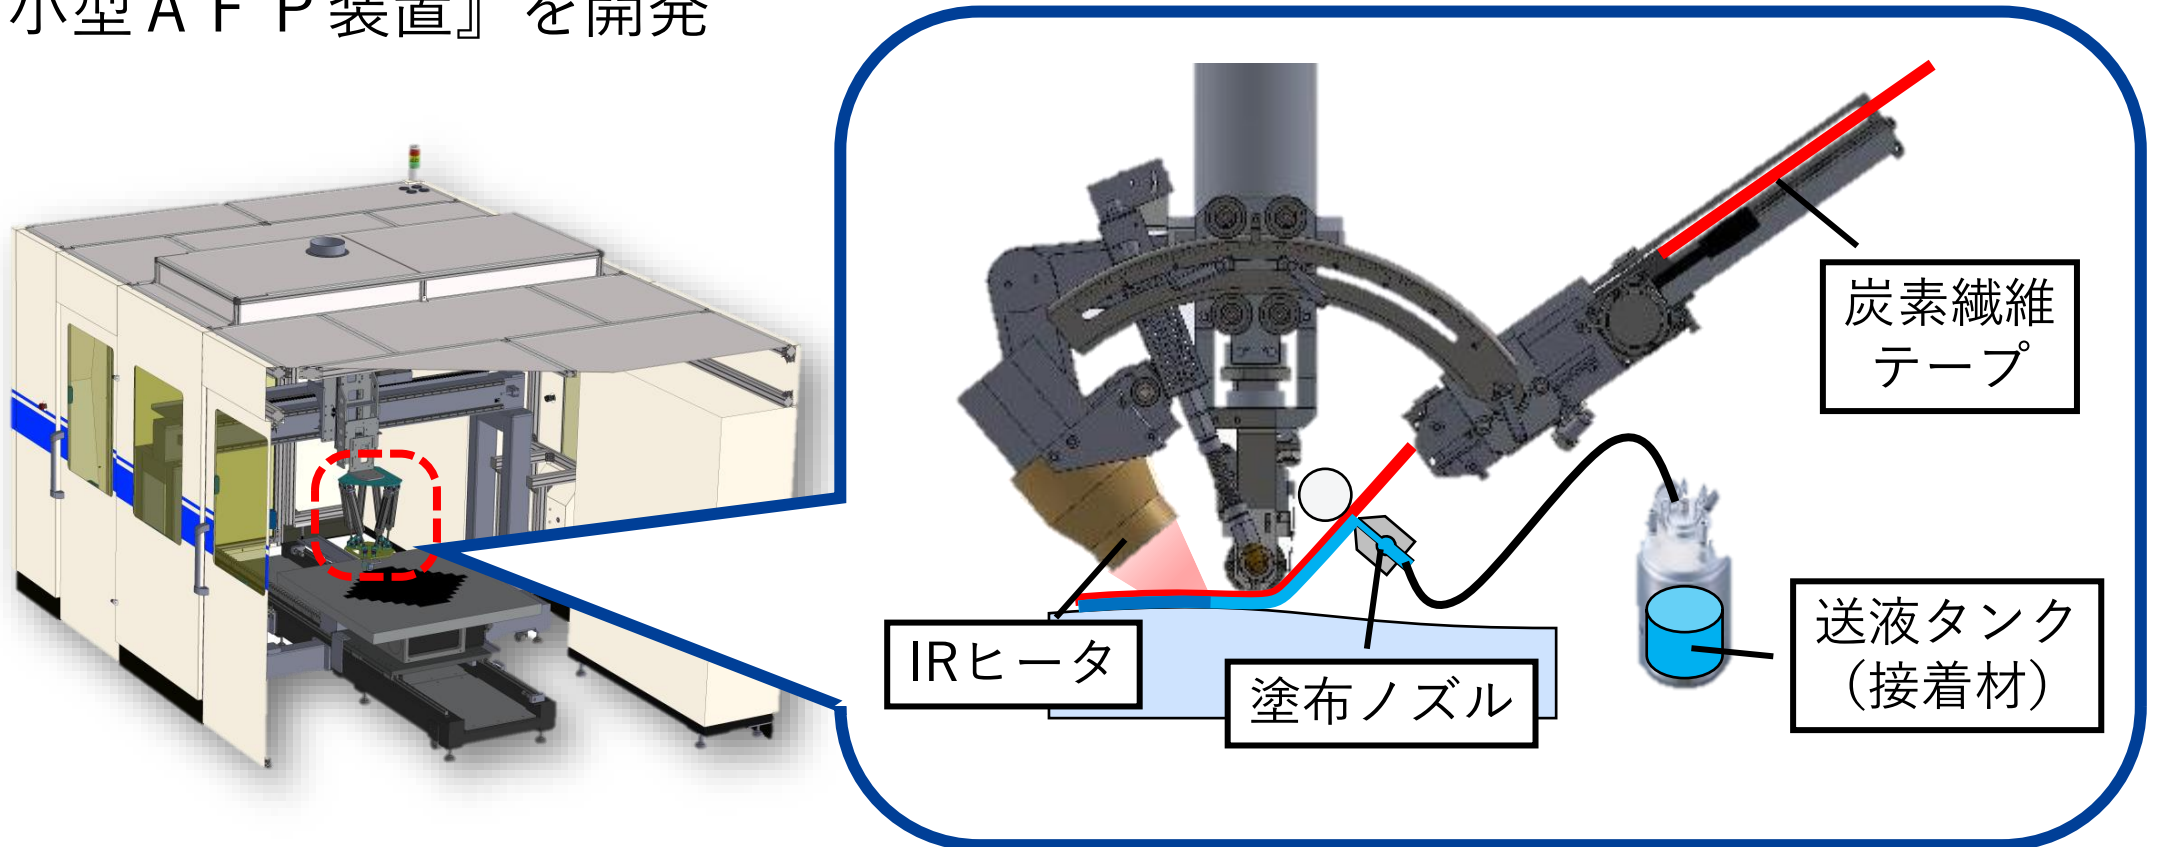 小型ＡＦＰ装置』を開発
炭素繊維
テープ
IRヒータ
塗布ノズル
送液タンク
（接着材）